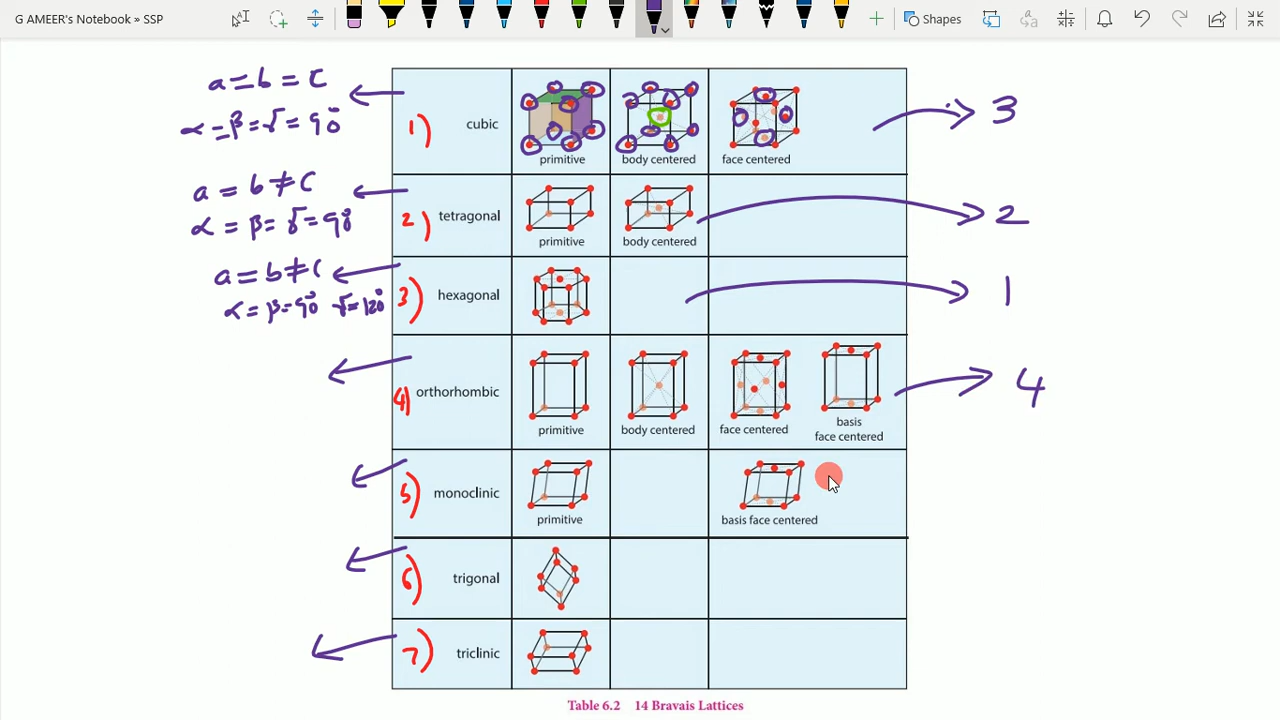 G AMEER's Notebook » SSP
Shapes
a = b = c
α = β = γ = 90°
1)
cubic
primitive
body centered
face centered
3
a = b ≠ c
α = β = γ = 90°
2)
tetragonal
primitive
body centered
2
a = b ≠ c
α = β = 90° γ = 120°
3)
hexagonal
1
4)
orthorhombic
primitive
body centered
face centered
basis
face centered
4
5)
monoclinic
primitive
basis face centered
6)
trigonal
7)
triclinic
Table 6.2 14 Bravais Lattices